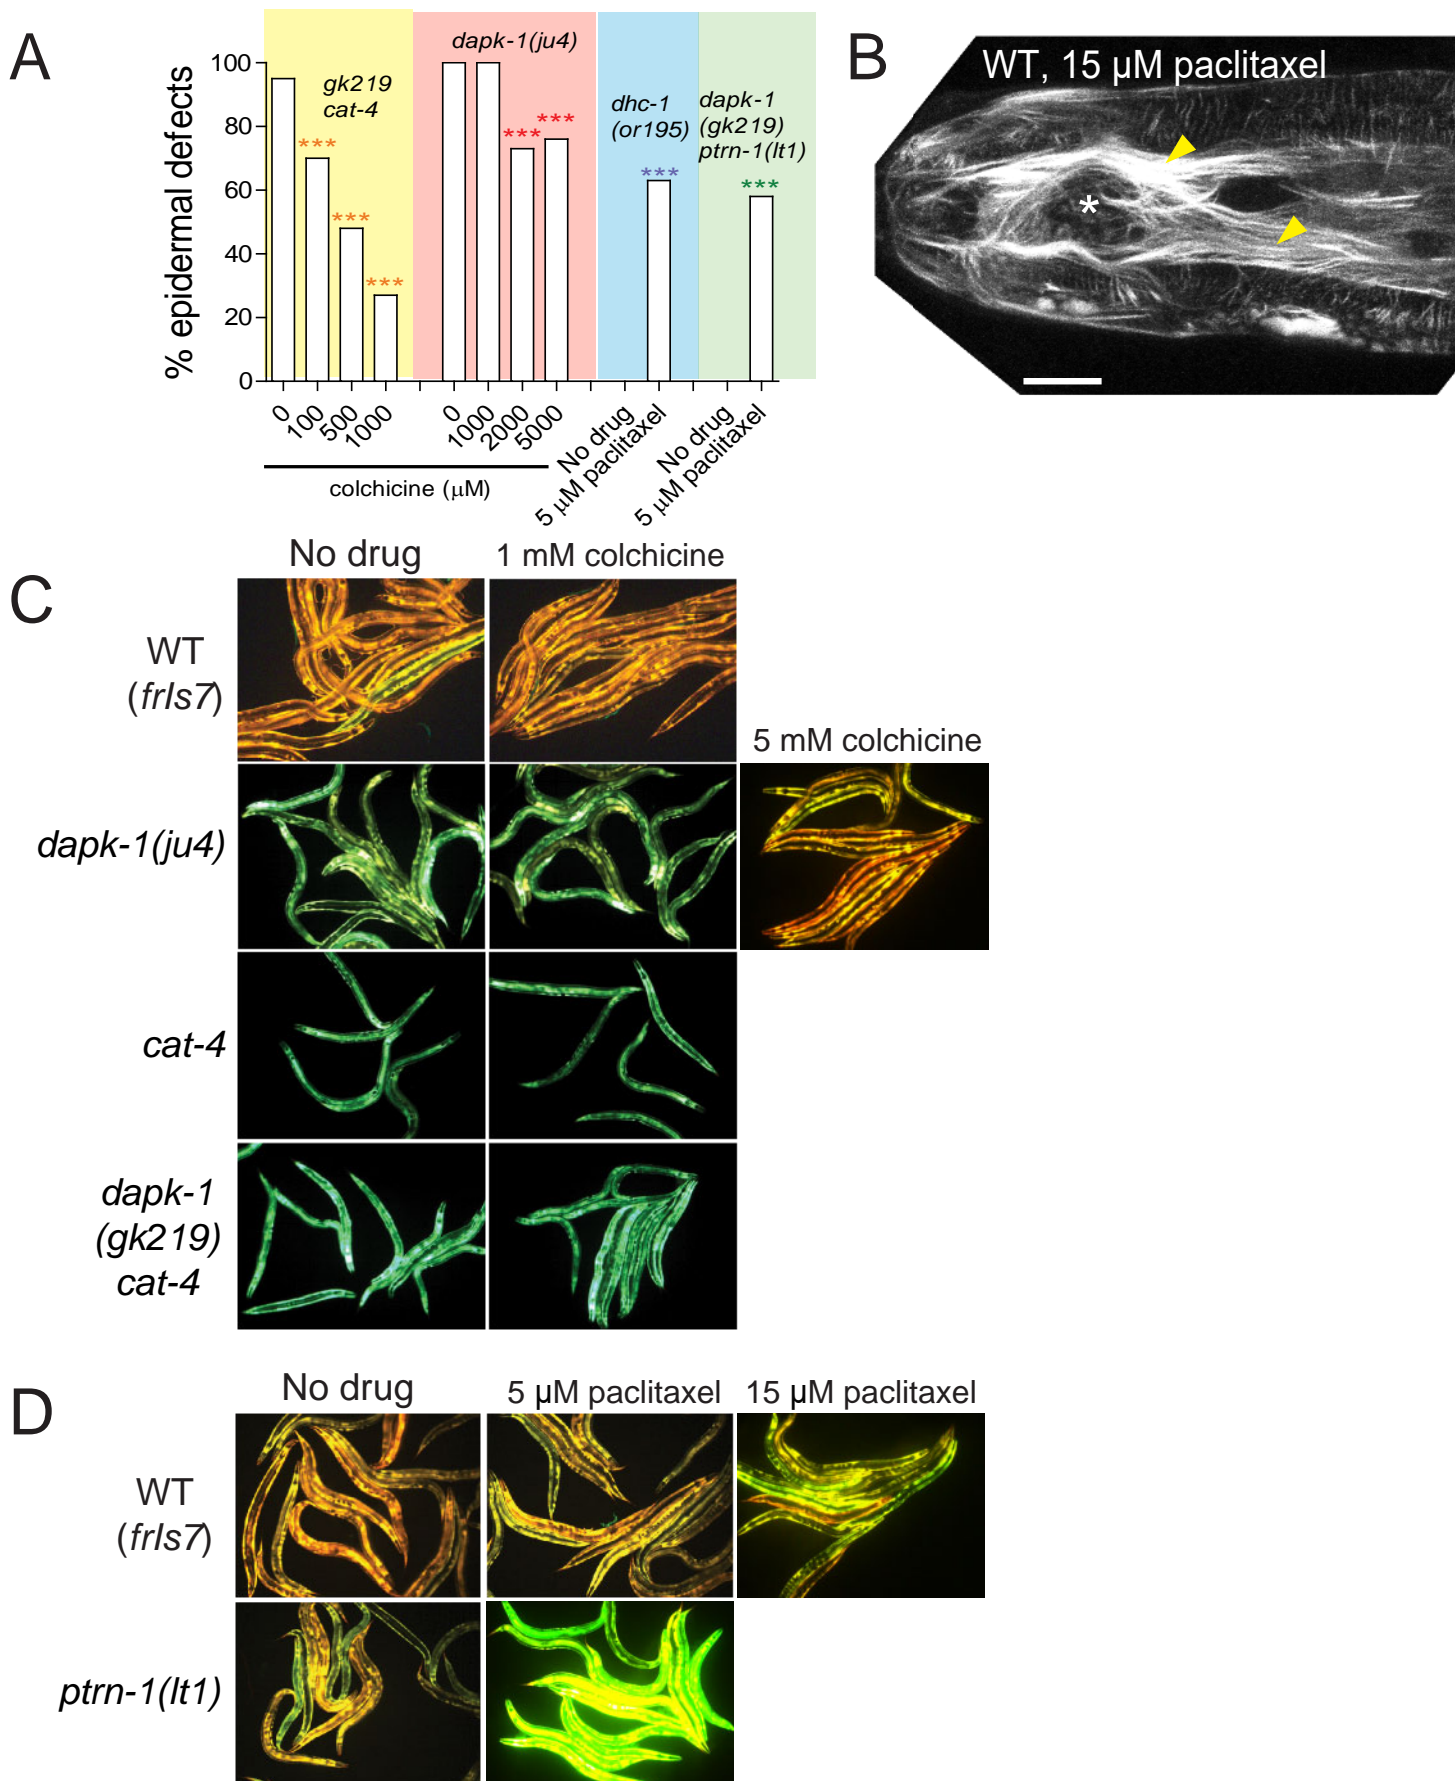 A
% epidermal defects
100
80
60
40
20
0
gk219
cat-4
dapk-1(ju4)
dhc-1
(or195)
dapk-1
(gk219)
ptrn-1(lt1)
***
***
***
***
***
***
***
0
100
500
1000
0
1000
2000
5000
No drug
5 μM paclitaxel
No drug
5 μM paclitaxel
colchicine (μM)
B
WT, 15 µM paclitaxel
*
C
No drug
1 mM colchicine
5 mM colchicine
WT
(frIs7)
dapk-1(ju4)
cat-4
dapk-1
(gk219)
cat-4
D
No drug
5 µM paclitaxel
15 µM paclitaxel
WT
(frIs7)
ptrn-1(lt1)